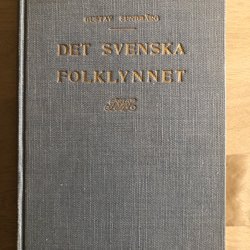 GUSTAV SUNDBÄRG
DET SVENSKA
FOLKLYNNET